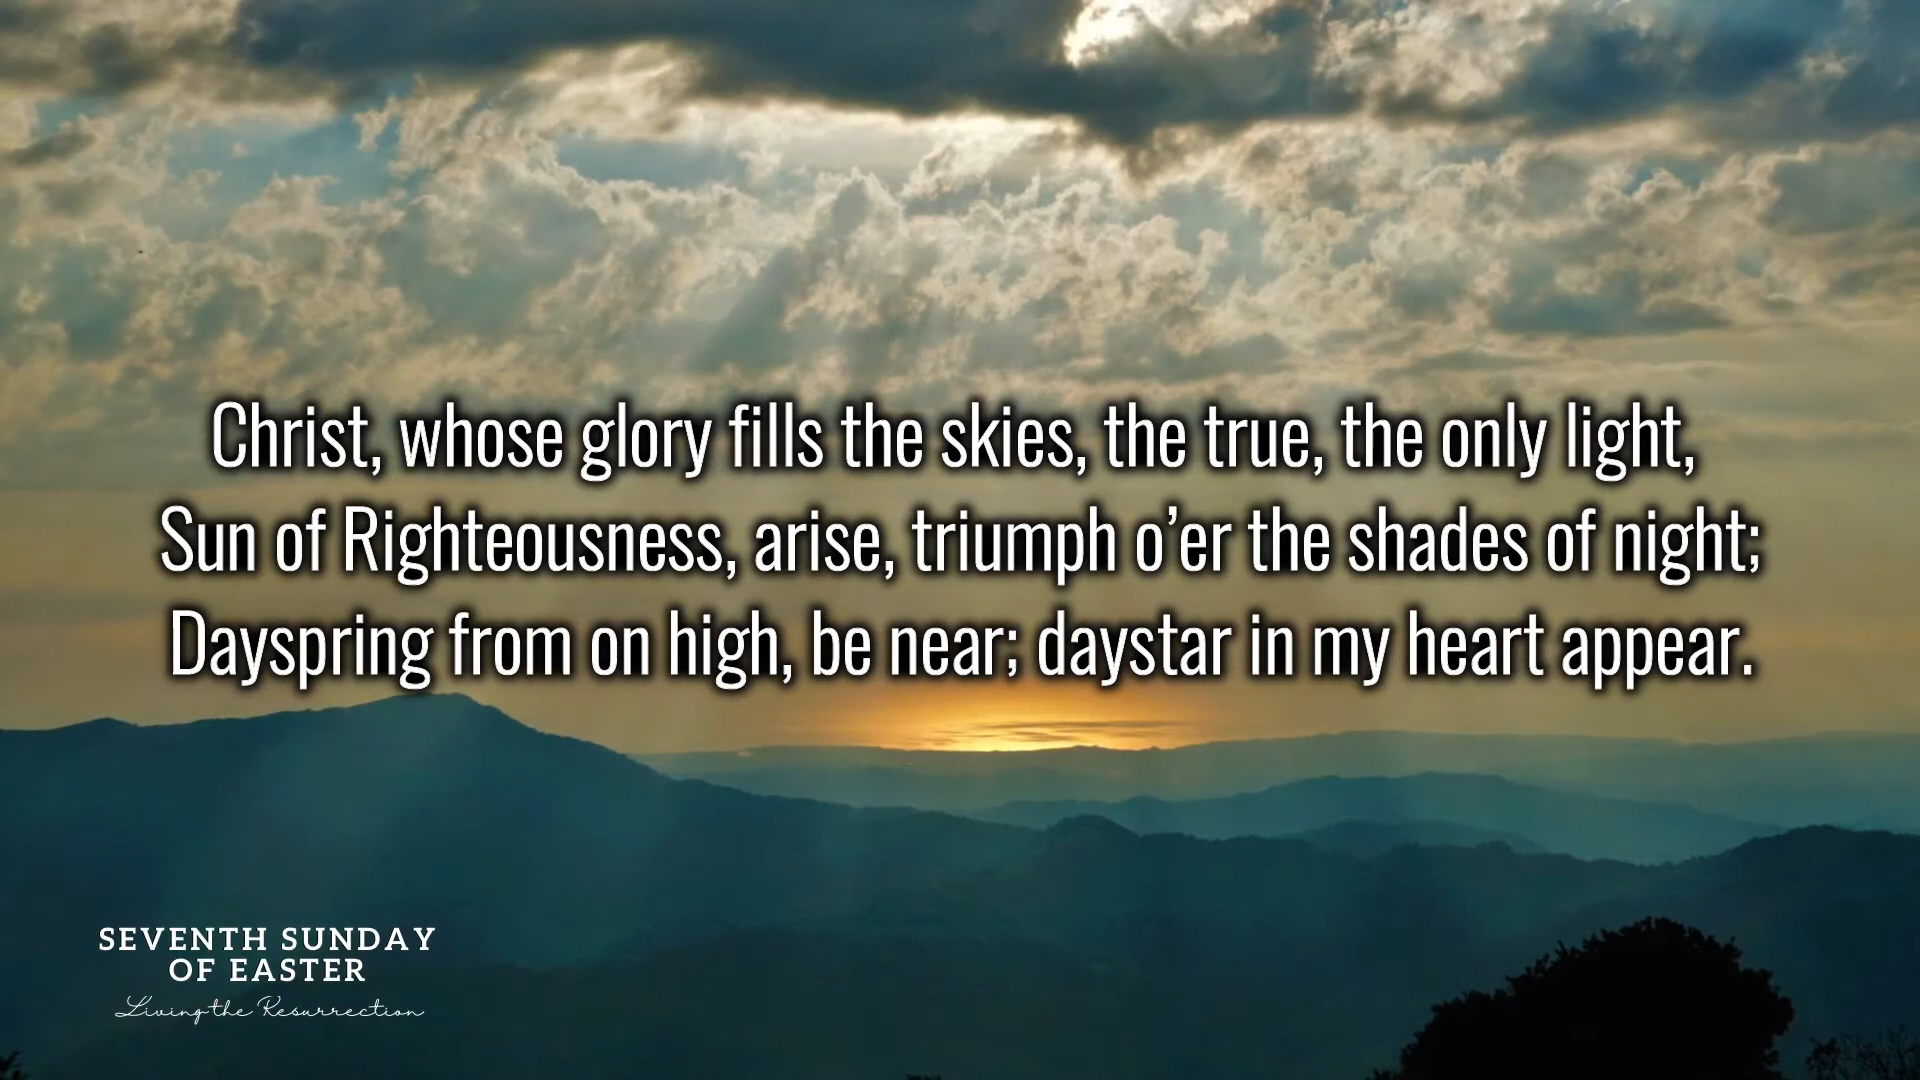 Christ, whose glory fills the skies, the true, the only light,
Sun of Righteousness, arise, triumph o’er the shades of night;
Dayspring from on high, be near; daystar in my heart appear.
SEVENTH SUNDAY
OF EASTER
Living the Resurrection